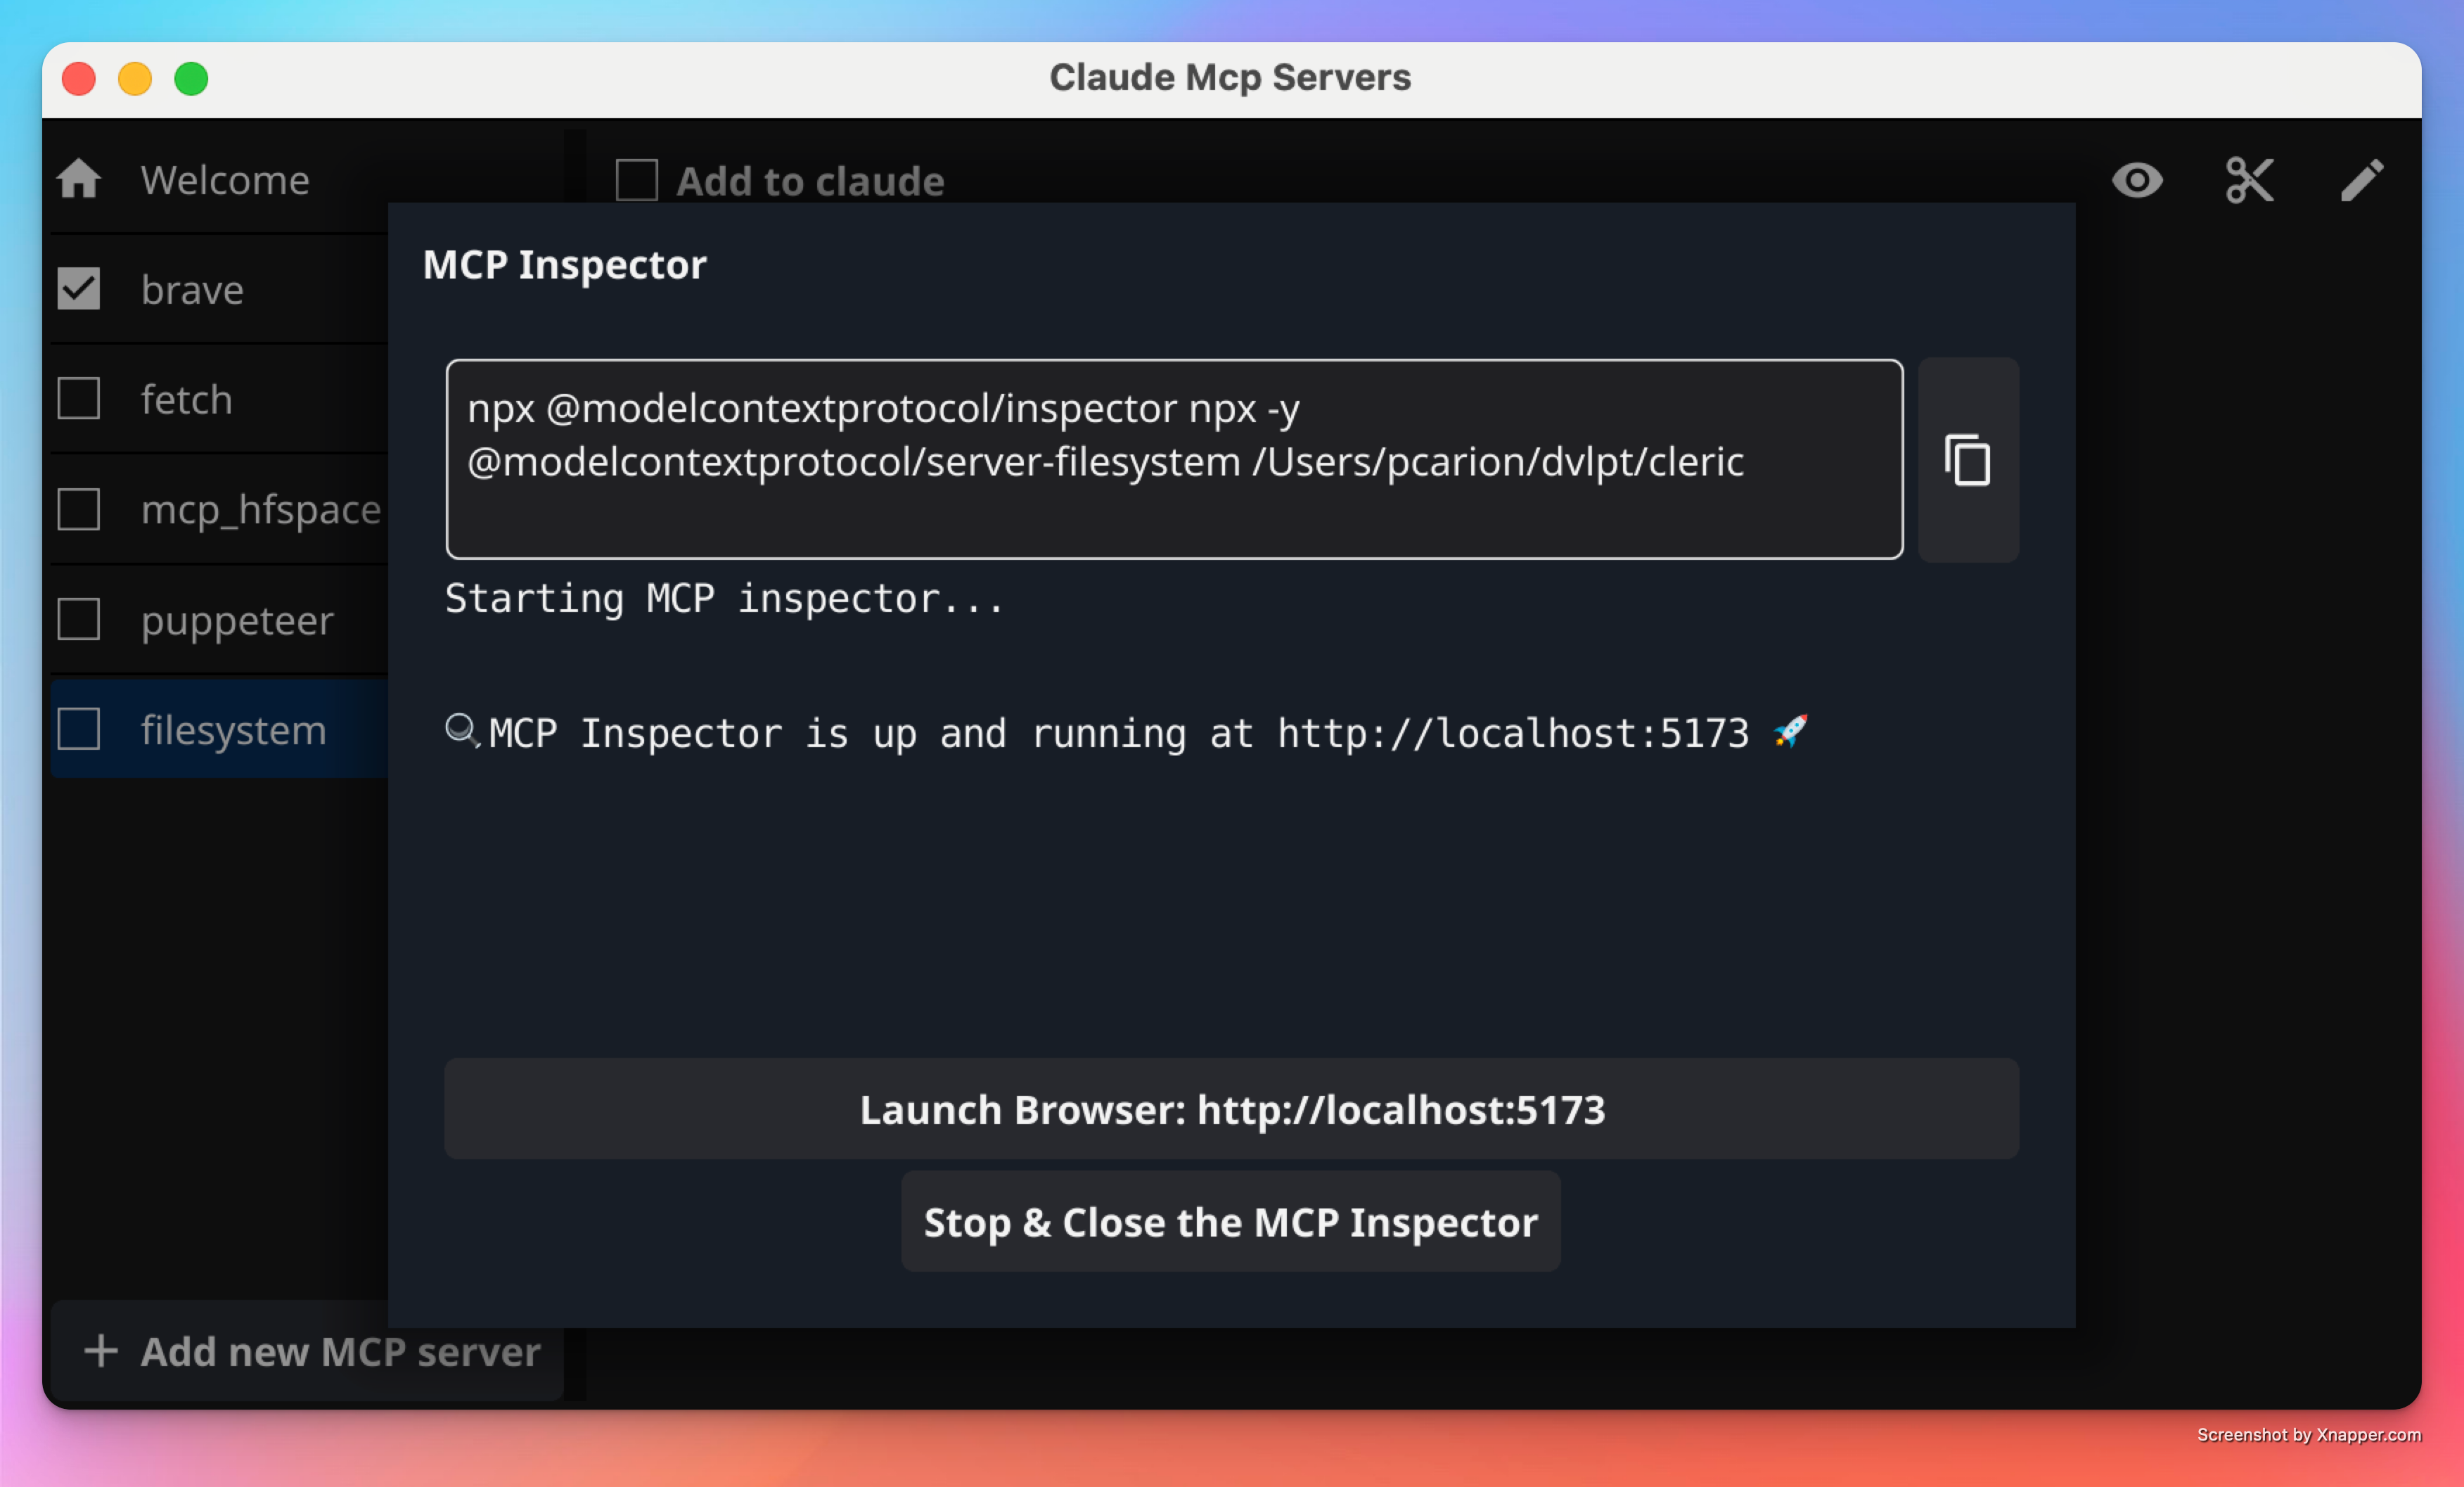 Claude Mcp Servers
Welcome
brave
fetch
mcp_hfspace
puppeteer
filesystem
Add new MCP server
Add to claude
MCP Inspector
npx @modelcontextprotocol/inspector npx -y
@modelcontextprotocol/server-filesystem /Users/pcarion/dvlpt/cleric
Starting MCP inspector...
🔍 MCP Inspector is up and running at http://localhost:5173 🚀
Launch Browser: http://localhost:5173
Stop & Close the MCP Inspector
Screenshot by Xnapper.com